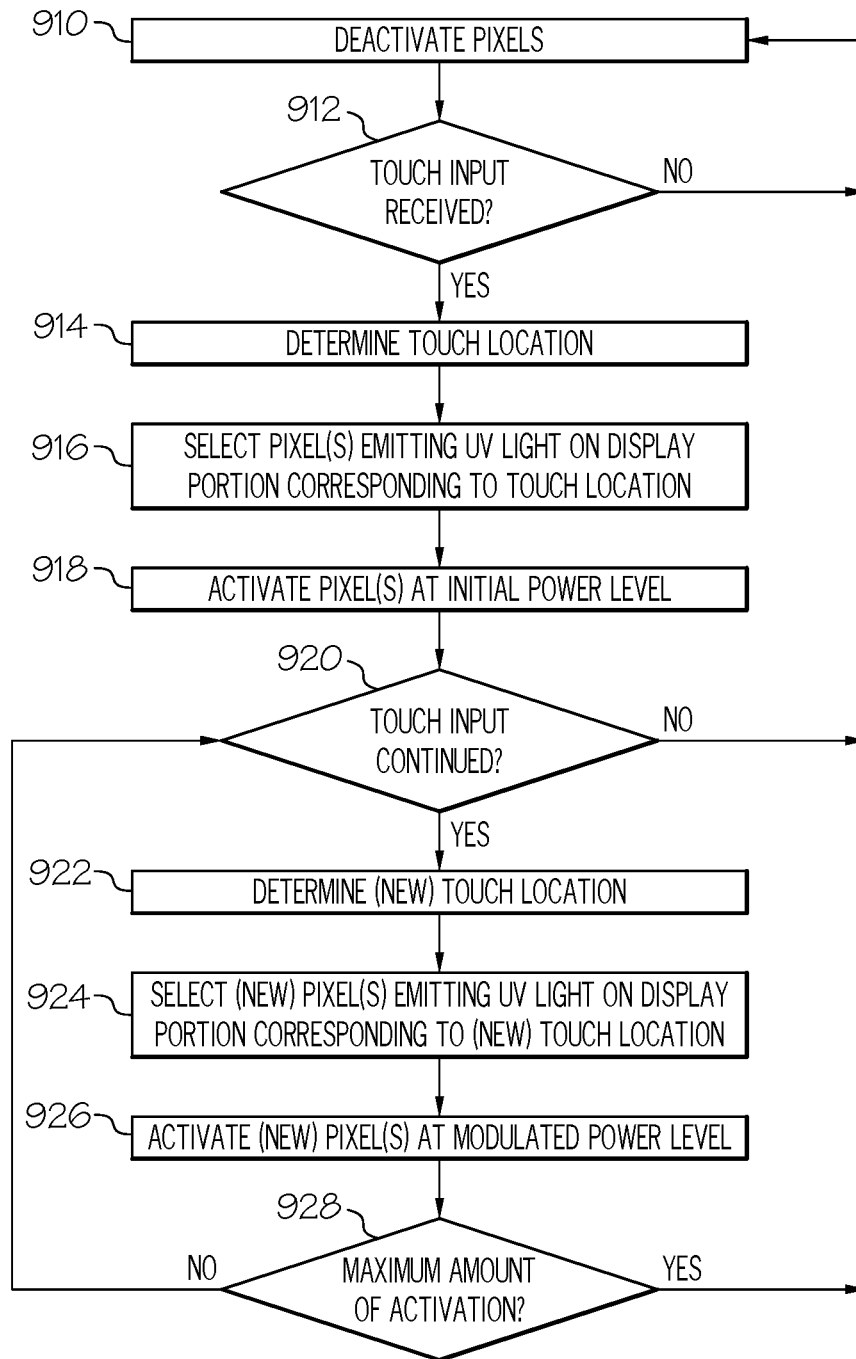 910
DEACTIVATE PIXELS
912
TOUCH INPUT
RECEIVED?
NO
YES
914
DETERMINE TOUCH LOCATION
916
SELECT PIXEL(S) EMITTING UV LIGHT ON DISPLAY
PORTION CORRESPONDING TO TOUCH LOCATION
918
ACTIVATE PIXEL(S) AT INITIAL POWER LEVEL
920
TOUCH INPUT
CONTINUED?
NO
YES
922
DETERMINE (NEW) TOUCH LOCATION
924
SELECT (NEW) PIXEL(S) EMITTING UV LIGHT ON DISPLAY
PORTION CORRESPONDING TO (NEW) TOUCH LOCATION
926
ACTIVATE (NEW) PIXEL(S) AT MODULATED POWER LEVEL
928
NO
MAXIMUM AMOUNT
OF ACTIVATION?
YES